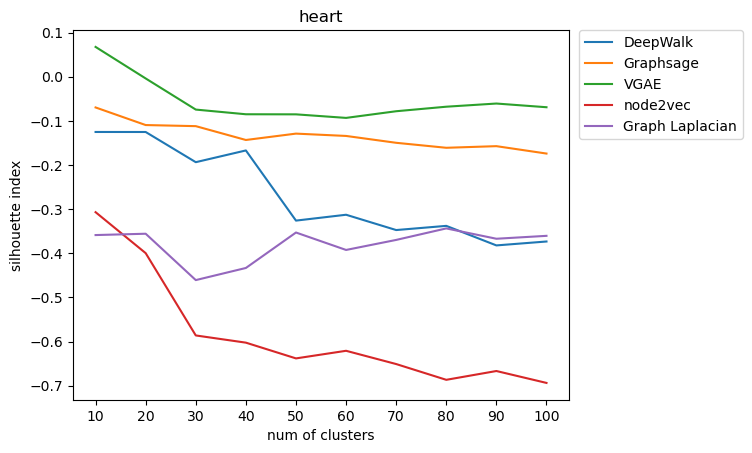 heart
0.1
0.0
−0.1
−0.2
−0.3
−0.4
−0.5
−0.6
−0.7
silhouette index
10 20 30 40 50 60 70 80 90 100
num of clusters
DeepWalk
Graphsage
VGAE
node2vec
Graph Laplacian